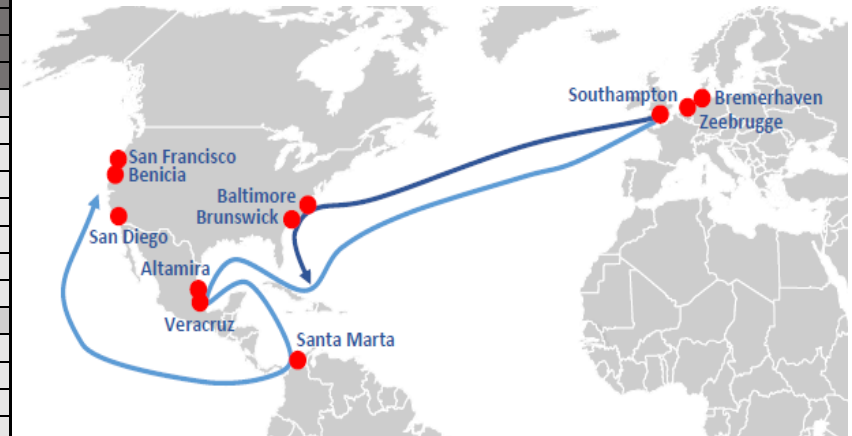 Southampton
Bremerhaven
Zeebrugge
San Francisco
Benicia
Baltimore
Brunswick
San Diego
Altamira
Veracruz
Santa Marta